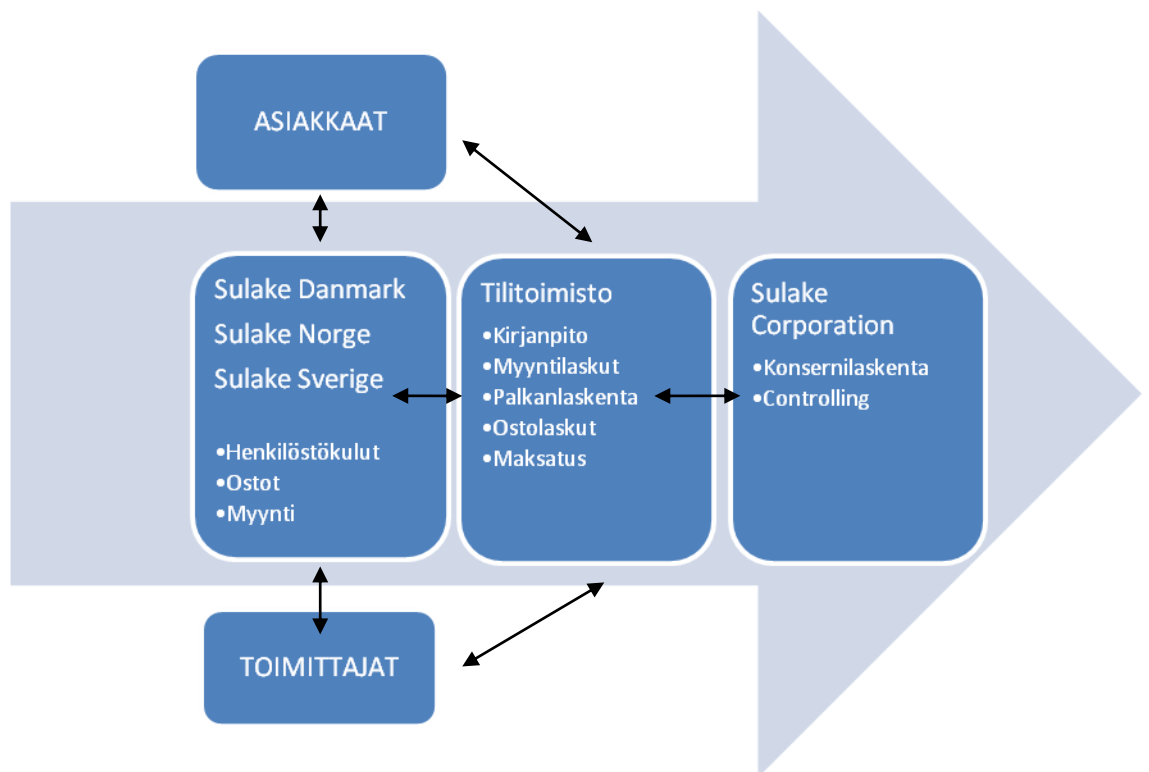 ASIAKKAAT
Sulake Danmark
Sulake Norge
Sulake Sverige
•Henkilöstökulut
•Ostot
•Myynti
Tilitoimisto
•Kirjanpito
•Myyntilaskut
•Palkanlaskenta
•Ostolaskut
•Maksatus
Sulake
Corporation
•Konsernilaskenta
•Controlling
TOIMITTAJAT